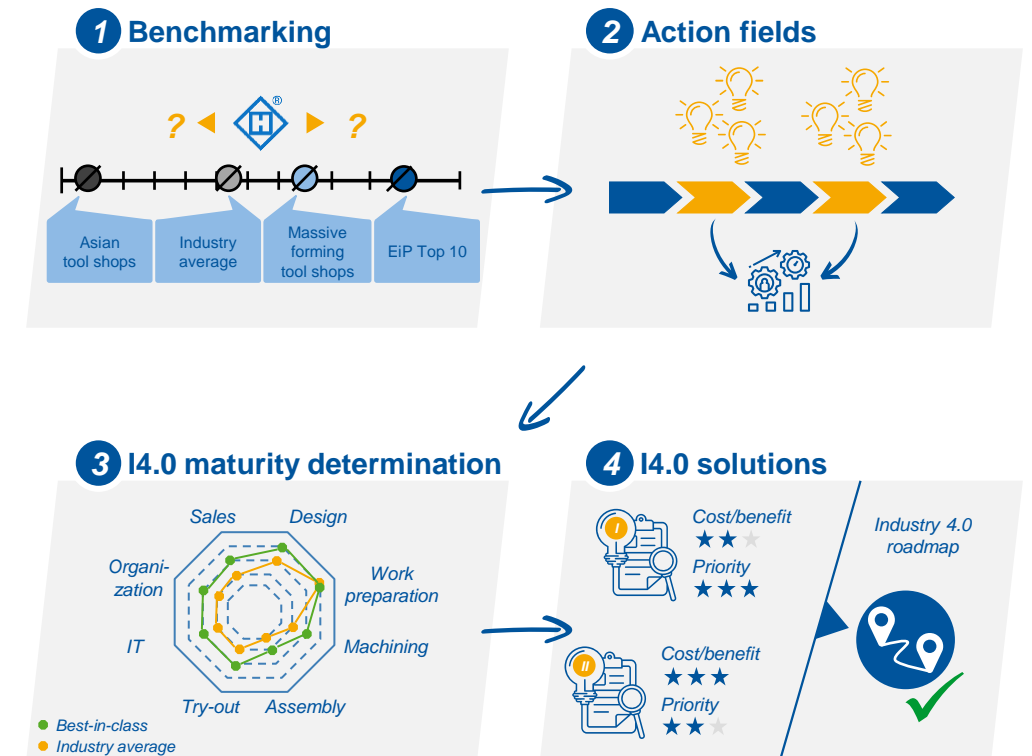 1 Benchmarking
? ? 
®
H
Asian
tool shops
Industry
average
Massive
forming
tool shops
EiP Top 10
2 Action fields
3 I4.0 maturity determination
Sales
Design
Organi-
zation
Work
preparation
IT
Machining
Try-out
Assembly
Best-in-class
Industry average
4 I4.0 solutions
I
Cost/benefit
Priority
II
Cost/benefit
Priority
Industry 4.0
roadmap